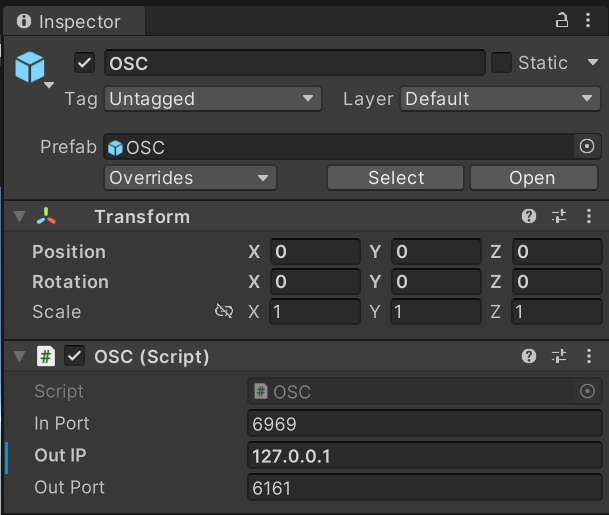 Inspector
OSC Static
Tag Untagged Layer Default
Prefab OSC
Overrides Select Open
Transform
Position X 0 Y 0 Z 0
Rotation X 0 Y 0 Z 0
Scale X 1 Y 1 Z 1
# OSC (Script)
Script # OSC
In Port 6969
Out IP 127.0.0.1
Out Port 6161